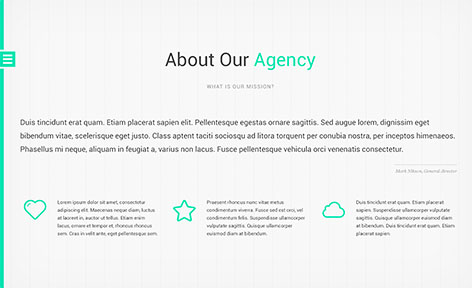 About Our Agency
WHAT IS OUR MISSION?
Duis tincidunt erat quam. Etiam placerat sapien elit. Pellentesque egestas ornare sagittis. Sed augue lorem, dignissim eget
bibendum vitae, scelerisque eget justo. Class aptent taciti sociosqu ad litora torquent per conubia nostra, per inceptos himenaeos.
Phasellus mi neque, aliquam in feugiat a, varius non lacus. Fusce pellentesque vehicula orci venenatis consectetur.
General director
Lorem ipsum dolor sit amet, consectetur
adipiscing elit. Maecenas ornare diam, luctus
at laoreet in, auctor ut tellus. Etiam enim
lacus, ornare et tempor et, rhoncus rhoncus
sem. Cras in velit ante, eget pellentesque sem.
Praesent rhoncus nunc vitae metus
condimentum viverra. Fusce sed est orci, vel
condimentum felis. Suspendisse ullamcorper
vulputate sagittis. Quisque ullamcorper
euismod diam at bibendum.
Duis tincidunt erat quam. Etiam placerat
sapien. Suspendisse ullamcorper vulputate
sagittis. Quisque ullamcorper euismod diam
at bibendum. Duis tincidunt erat quam. Etiam
placerat sapien.